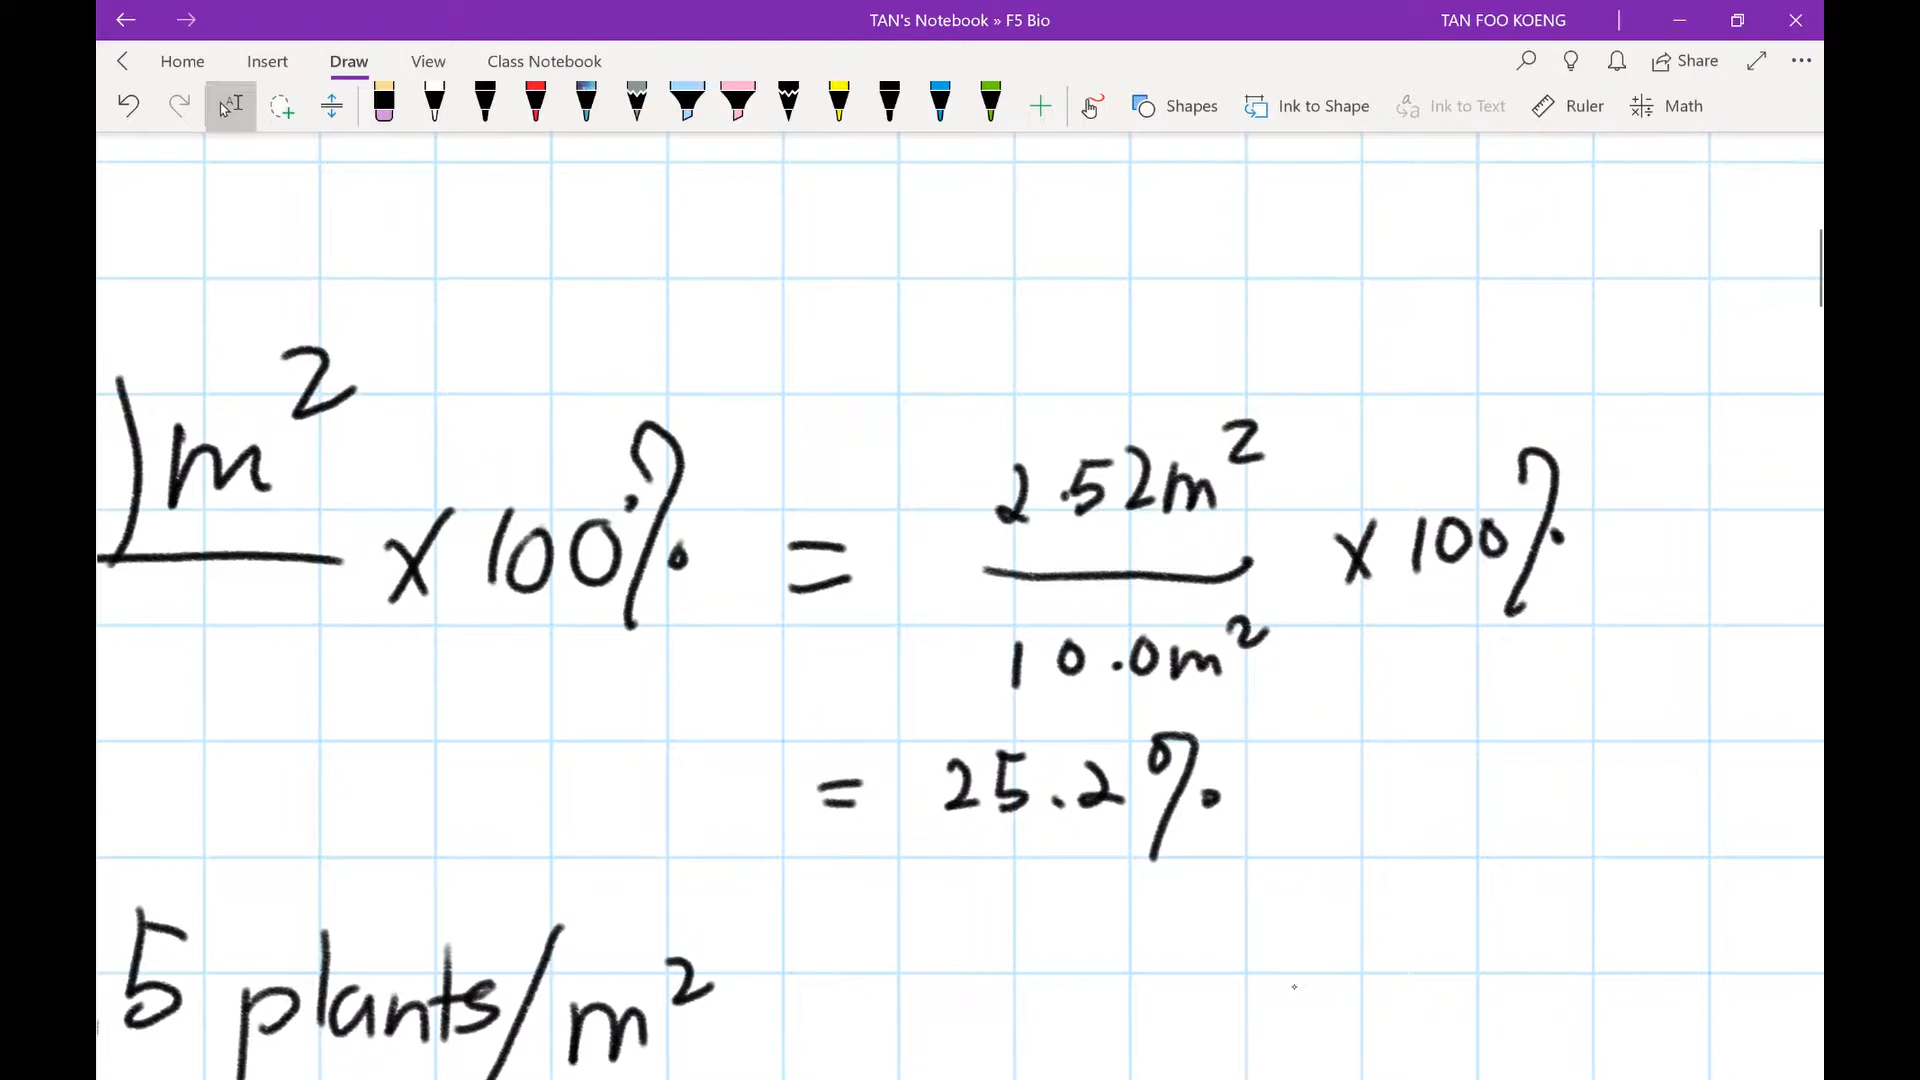 TAN's Notebook » F5 Bio
TAN FOO KOENG
Home Insert Draw View Class Notebook
Share
Shapes Ink to Shape Ink to Text Ruler Math
)m² × 100% = 2.52m² / 10.0m² × 100%
= 25.2%
5 plants/m²